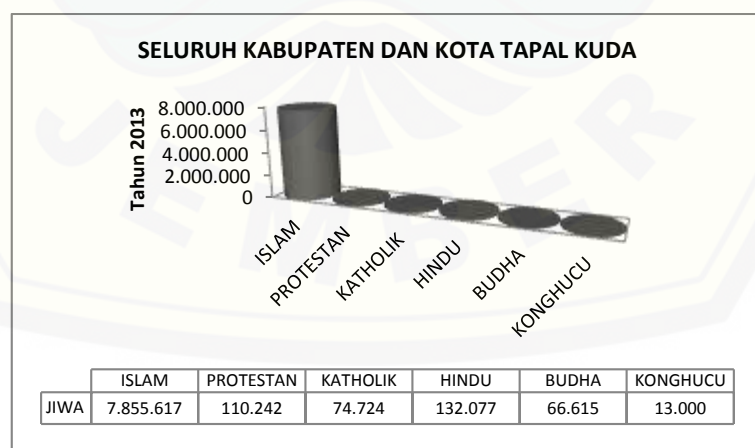 SELURUH KABUPATEN DAN KOTA TAPAL KUDA
Tahun 2013
8.000.000
6.000.000
4.000.000
2.000.000
0
ISLAM
PROTESTAN
KATHOLIK
HINDU
BUDHA
KONGHUCU
ISLAM PROTESTAN KATHOLIK HINDU BUDHA KONGHUCU
JIWA 7.855.617 110.242 74.724 132.077 66.615 13.000
JEMBER